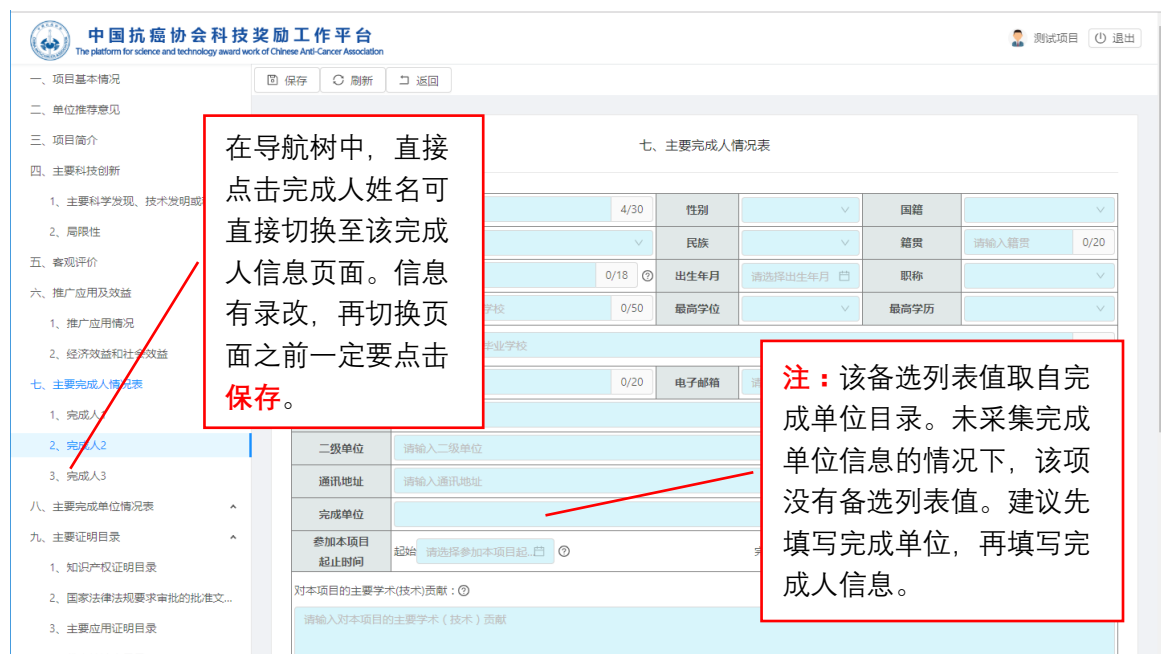 中国抗癌协会科技奖励工作平台
The platform for science and technology award work of Chinese Anti-Cancer Association
测试项目 退出
一、项目基本情况
二、单位推荐意见
三、项目简介
四、主要科技创新
1、主要科学发现、技术发明或
2、局限性
五、客观评价
六、推广应用及效益
1、推广应用情况
2、经济效益和社会效益
七、主要完成人情况表
1、完成人1
2、完成人2
3、完成人3
八、主要完成单位情况表
九、主要证明目录
1、知识产权证明目录
2、国家法律法规要求审批的批准文...
3、主要应用证明目录
保存 刷新 返回
七、主要完成人情况表
在导航树中，直接
点击完成人姓名可
直接切换至该完成
人信息页面。信息
有录改，再切换页
面之前一定要点击
保存。
4/30 性别 国籍
民族 籍贯 请输入籍贯 0/20
0/18 出生年月 请选择出生年月 职称
学校 0/50 最高学位 最高学历
毕业学校
0/20 电子邮箱
二级单位 请输入二级单位
通讯地址 请输入通讯地址
完成单位
参加本项目
起止时间
起始 请选择参加本项目起..
对本项目的主要学术(技术)贡献：
请输入对本项目的主要学术（技术）贡献
注：该备选列表值取自完
成单位目录。未采集完成
单位信息的情况下，该项
没有备选列表值。建议先
填写完成单位，再填写完
成人信息。